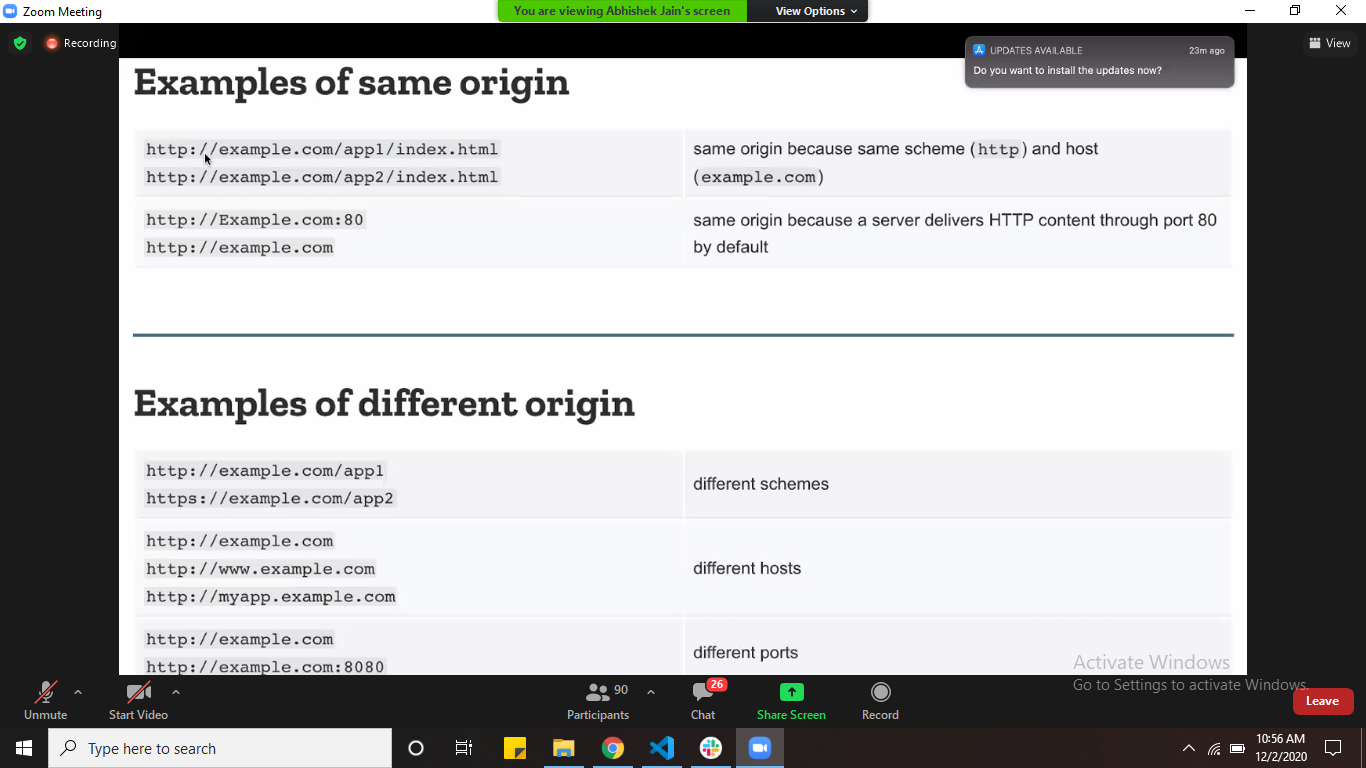 Zoom Meeting
You are viewing Abhishek Jain's screen
View Options
Recording
View
UPDATES AVAILABLE
23m ago
Do you want to install the updates now?
Examples of same origin
http://example.com/app1/index.html
http://example.com/app2/index.html
same origin because same scheme (http) and host
(example.com)
http://Example.com:80
http://example.com
same origin because a server delivers HTTP content through port 80
by default
Examples of different origin
http://example.com/app1
https://example.com/app2
different schemes
http://example.com
http://www.example.com
http://myapp.example.com
different hosts
http://example.com
http://example.com:8080
different ports
Activate Windows
Go to Settings to activate Windows.
Unmute
Start Video
90
Participants
26
Chat
Share Screen
Record
Leave
Type here to search
10:56 AM
12/2/2020